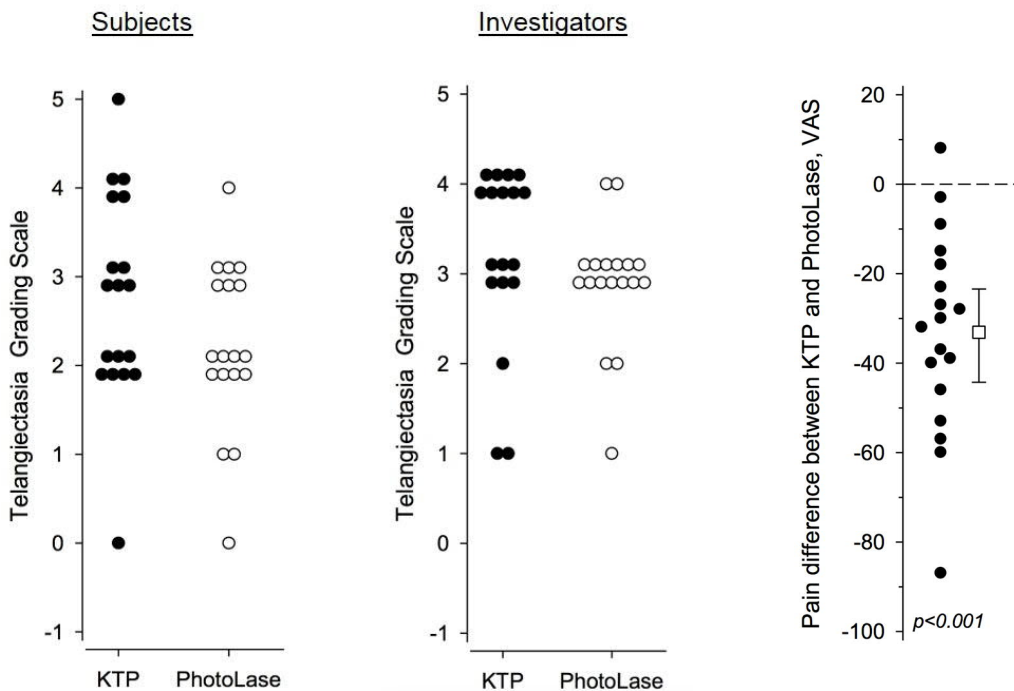 Subjects
Telangiectasia Grading Scale
5
4
3
2
1
0
-1
KTP PhotoLase
Investigators
Telangiectasia Grading Scale
5
4
3
2
1
0
-1
KTP PhotoLase
Pain difference between KTP and PhotoLase, VAS
20
0
-20
-40
-60
-80
-100
p<0.001